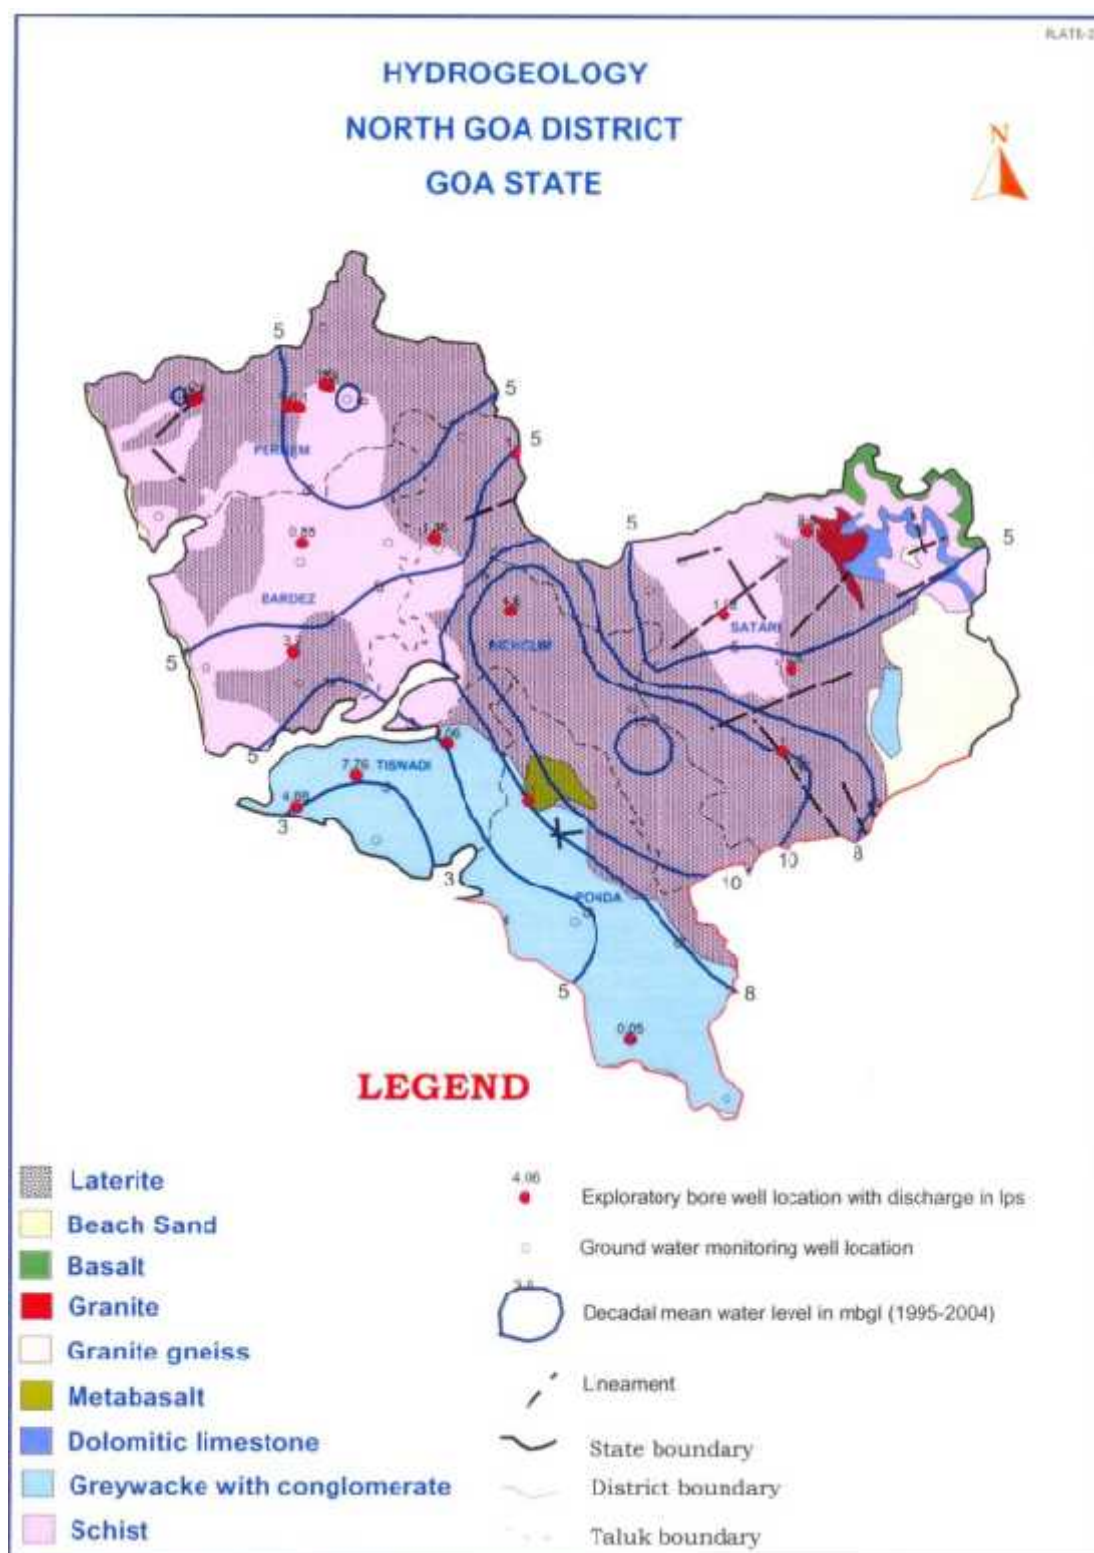 PLATE-2
HYDROGEOLOGY
NORTH GOA DISTRICT
GOA STATE
N
5
5
5
5
5
PERNEM
0.88
BARDEZ
BICHOLIM
SATARI
5
5
7.76
TISWADI
4.88
3
3
PONDA
10
10
8
5
8
0.05
LEGEND
Laterite
Beach Sand
Basalt
Granite
Granite gneiss
Metabasalt
Dolomitic limestone
Greywacke with conglomerate
Schist
4.06
Exploratory bore well location with discharge in lps
Ground water monitoring well location
Decadal mean water level in mbgl (1995-2004)
Lineament
State boundary
District boundary
Taluk boundary